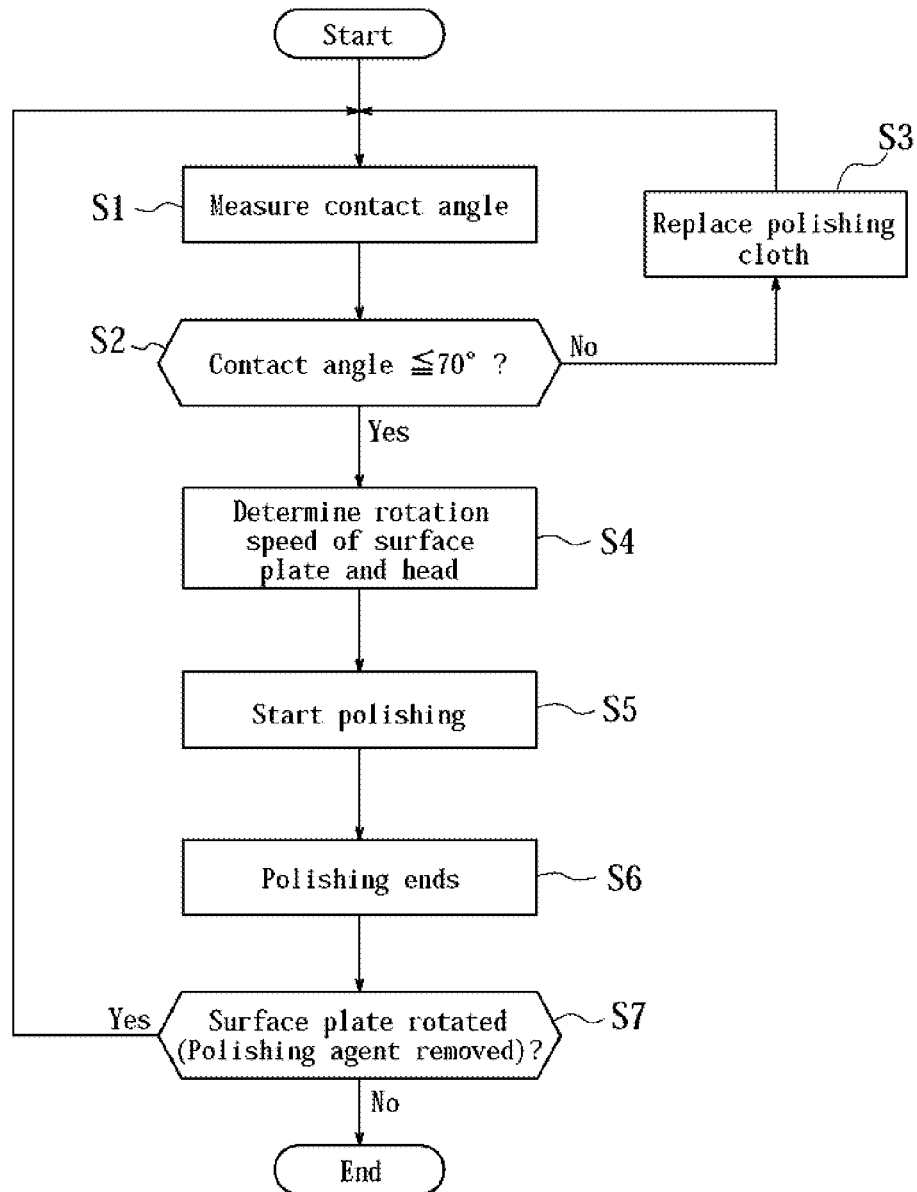 Start
S3
S1
Measure contact angle
Replace polishing
cloth
S2
Contact angle ≦70° ?
No
Yes
Determine rotation
speed of surface
plate and head
S4
Start polishing
S5
Polishing ends
S6
Yes
Surface plate rotated
(Polishing agent removed)?
S7
No
End